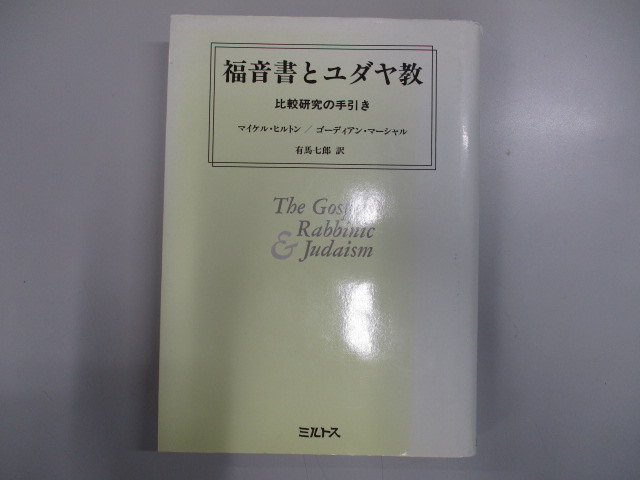 福音書とユダヤ教
比較研究の手引き
マイケル・ヒルトン／ゴーディアン・マーシャル
有馬七郎 訳
The Gospels
Rabbinic
& Judaism
ミルトス